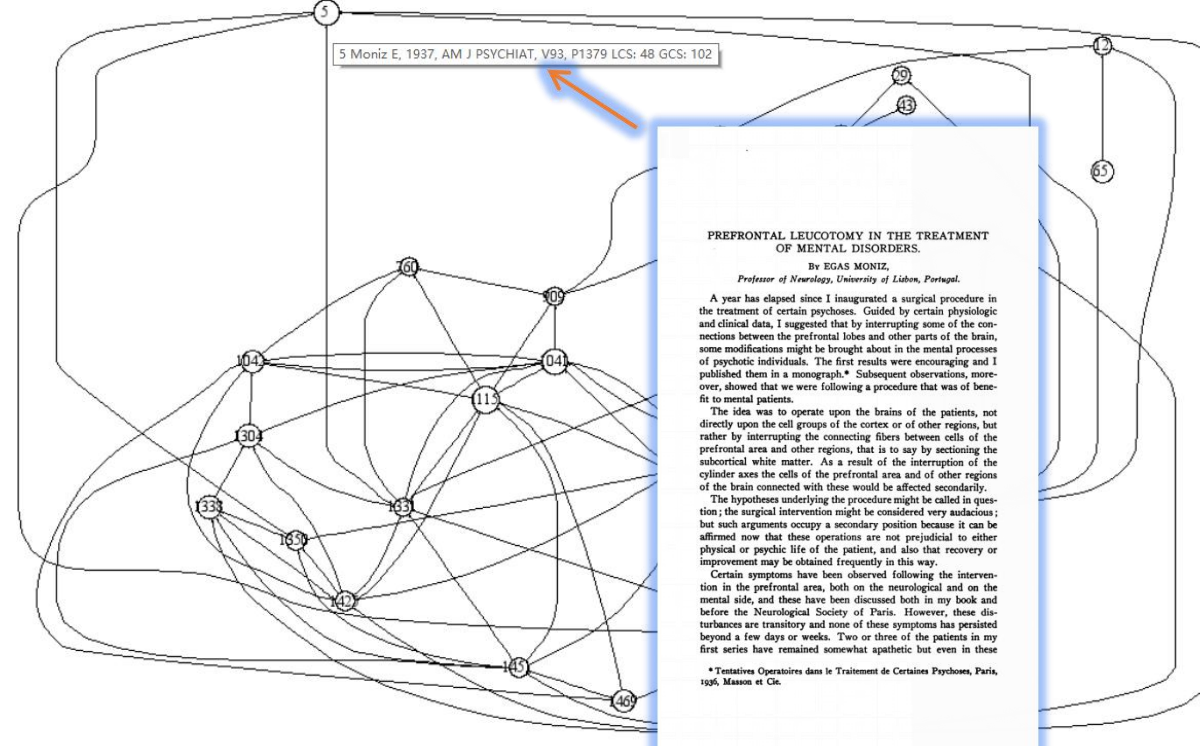 5
5 Moniz E, 1937, AM J PSYCHIAT, V93, P1379 LCS: 48 GCS: 102
12
29
43
65
PREFRONTAL LEUCOTOMY IN THE TREATMENT
OF MENTAL DISORDERS.
By EGAS MONIZ,
Professor of Neurology, University of Lisbon, Portugal.
A year has elapsed since I inaugurated a surgical procedure in
the treatment of certain psychoses. Guided by certain physiologic
and clinical data, I suggested that by interrupting some of the con-
nections between the prefrontal lobes and other parts of the brain,
some modifications might be brought about in the mental processes
of psychotic individuals. The first results were encouraging and I
published them in a monograph.* Subsequent observations, more-
over, showed that we were following a procedure that was of bene-
fit to mental patients.
The idea was to operate upon the brains of the patients, not
directly upon the cell groups of the cortex or of other regions, but
rather by interrupting the connecting fibers between cells of the
prefrontal area and other regions, that is to say by sectioning the
subcortical white matter. As a result of the interruption of the
cylinder axes the cells of the prefrontal area and of other regions
of the brain connected with these would be affected secondarily.
The hypotheses underlying the procedure might be called in ques-
tion; the surgical intervention might be considered very audacious;
but such arguments occupy a secondary position because it can be
affirmed now that these operations are not prejudicial to either
physical or psychic life of the patient, and also that recovery or
improvement may be obtained frequently in this way.
Certain symptoms have been observed following the interven-
tion in the prefrontal area, both on the neurological and on the
mental side, and these have been discussed both in my book and
before the Neurological Society of Paris. However, these dis-
turbances are transitory and none of these symptoms has persisted
beyond a few days or weeks. Two or three of the patients in my
first series have remained somewhat apathetic but even in these
* Tentatives Operatoires dans le Traitement de Certaines Psychoses, Paris,
1936, Masson et Cie.
1304
1333
1350
1331
1469